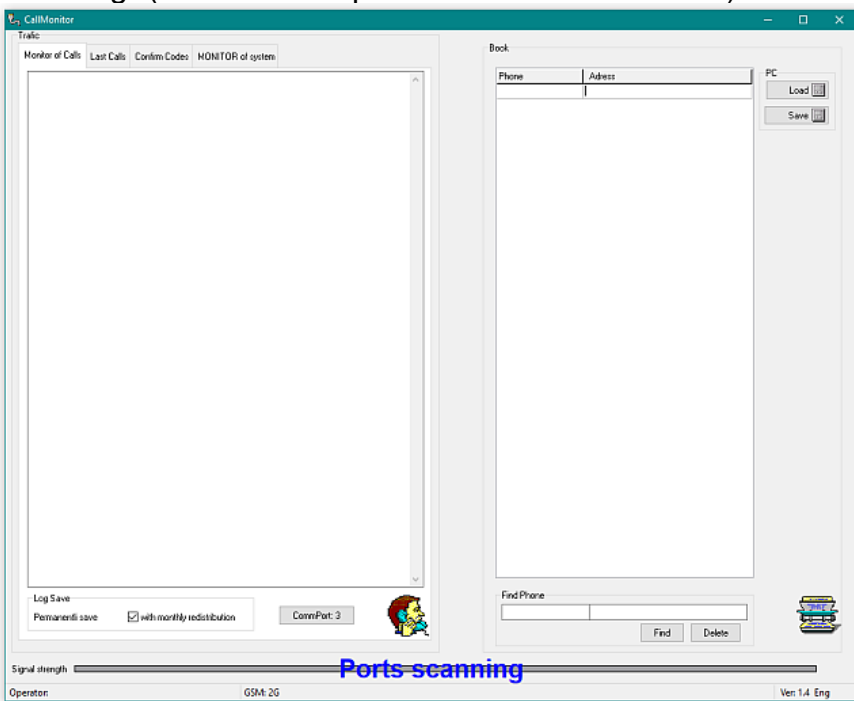 CallMonitor
Trafic
Monitor of Calls Last Calls Confirm Codes MONITOR of system
Book
Phone Adress
PC
Load
Save
Log Save
Permanenti save with monthly redistribution
CommPort: 3
Find Phone
Find Delete
Signal strength
Ports scanning
Operator: GSM: 2G Ver: 1.4 Eng